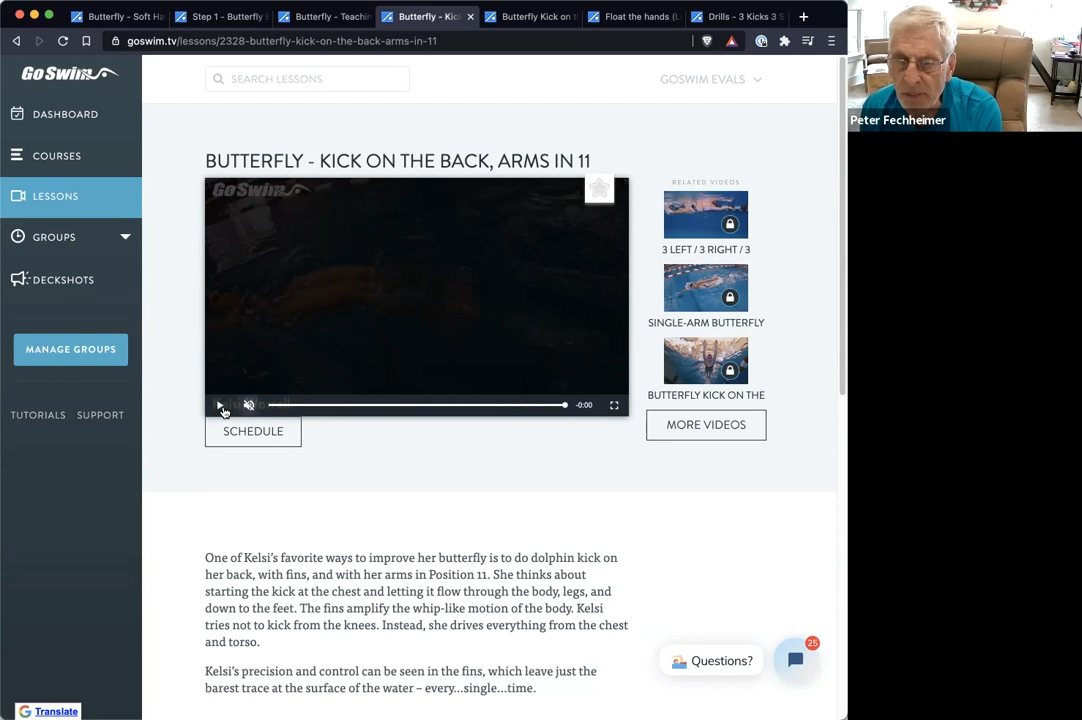 Butterfly - Soft Ha
Step 1 - Butterfly
Butterfly - Teachin
Butterfly - Kic
Butterfly Kick on t
Float the hands (L
Drills - 3 Kicks 3 S
goswim.tv/lessons/2328-butterfly-kick-on-the-back-arms-in-11
GoSwim
SEARCH LESSONS
GOSWIM EVALS
DASHBOARD
COURSES
LESSONS
GROUPS
DECKSHOTS
MANAGE GROUPS
TUTORIALS SUPPORT
BUTTERFLY - KICK ON THE BACK, ARMS IN 11
GoSwim
-0:00
SCHEDULE
RELATED VIDEOS
3 LEFT / 3 RIGHT / 3
SINGLE-ARM BUTTERFLY
BUTTERFLY KICK ON THE
MORE VIDEOS
One of Kelsi's favorite ways to improve her butterfly is to do dolphin kick on
her back, with fins, and with her arms in Position 11. She thinks about
starting the kick at the chest and letting it flow through the body, legs, and
down to the feet. The fins amplify the whip-like motion of the body. Kelsi
tries not to kick from the knees. Instead, she drives everything from the chest
and torso.
Kelsi's precision and control can be seen in the fins, which leave just the
barest trace at the surface of the water – every...single...time.
Questions?
25
Translate
Peter Fechheimer